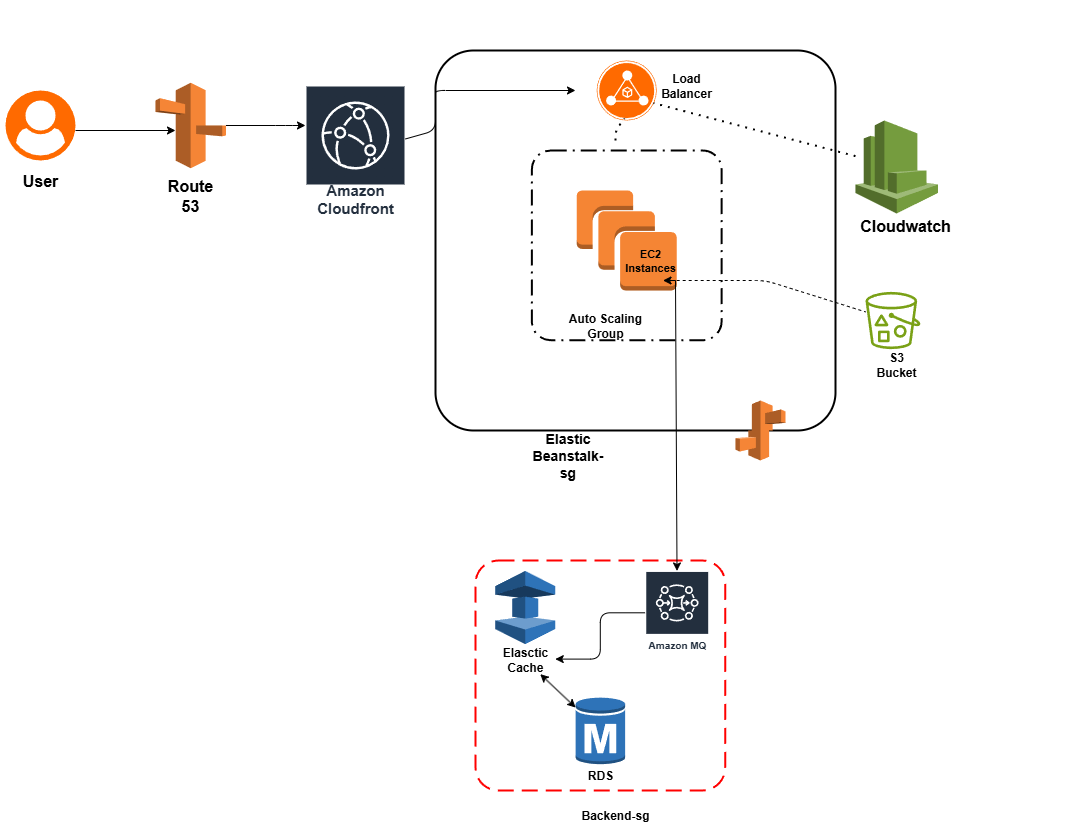 User
Route
53
Amazon
Cloudfront
Load
Balancer
Cloudwatch
EC2
Instances
Auto Scaling
Group
S3
Bucket
Elastic
Beanstalk-
sg
Elasctic
Cache
Amazon MQ
M
RDS
Backend-sg